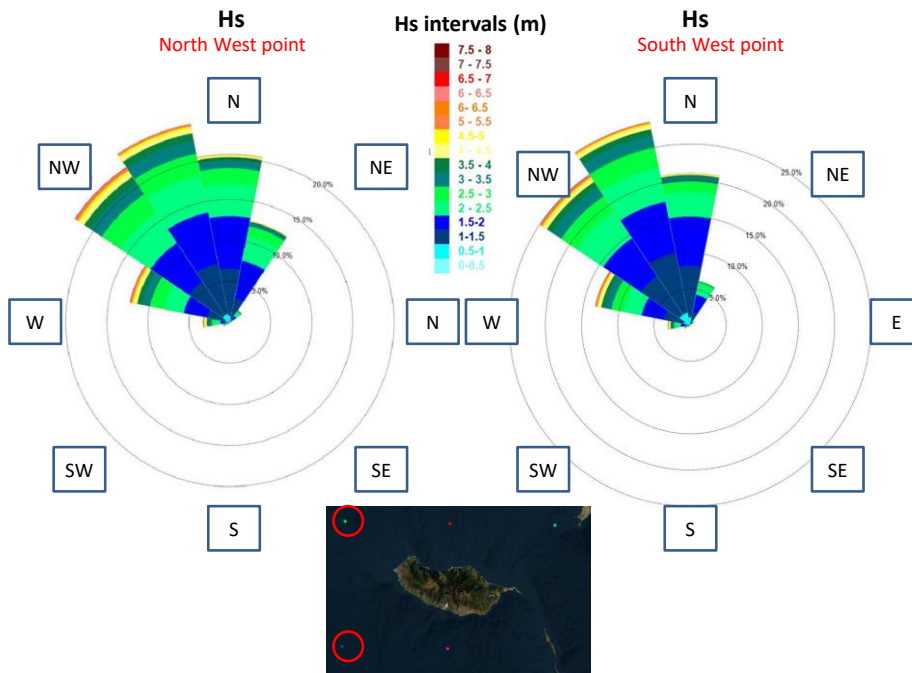 Hs
North West point
Hs intervals (m)
7.5 - 8
7 - 7.5
6.5 - 7
6 - 6.5
6- 6.5
5 - 5.5
4.5-5
4 - 4.5
3.5 - 4
3 - 3.5
2.5 - 3
2 - 2.5
1.5-2
1-1.5
0.5-1
0-0.5
Hs
South West point
N
NW
NE
W
N
SW
SE
S
20.0%
15.0%
10.0%
5.0%
N
NW
NE
W
E
SW
SE
S
25.0%
20.0%
15.0%
10.0%
5.0%